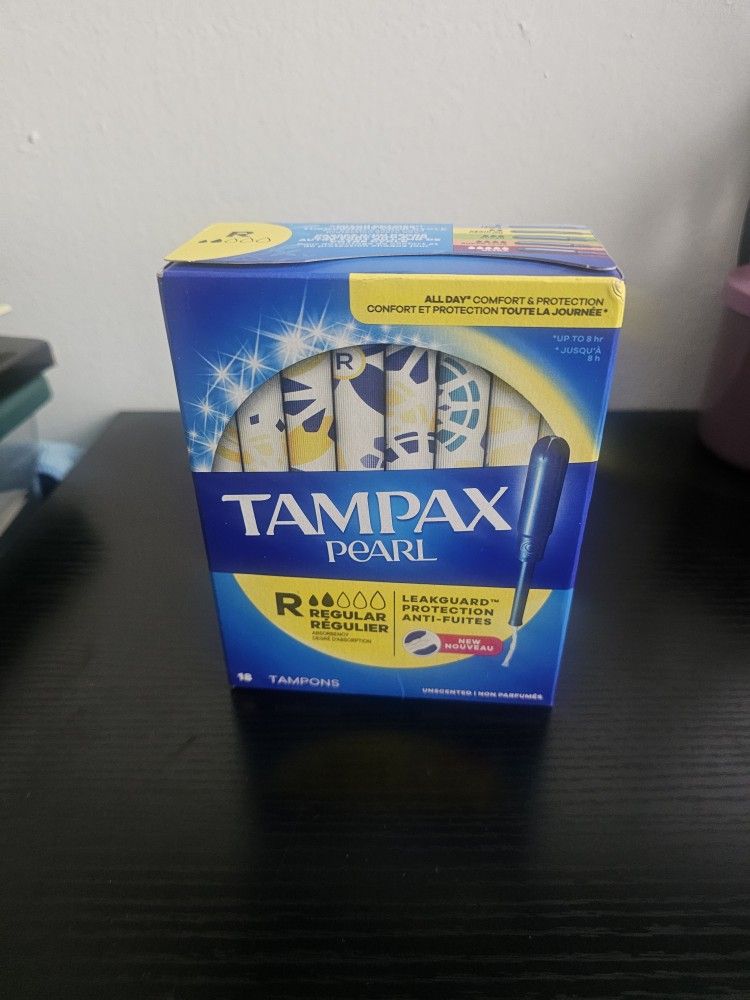 R
ALL DAY* COMFORT & PROTECTION
CONFORT ET PROTECTION TOUTE LA JOURNÉE*
*UP TO 8 hr
*JUSQU'À
8 h
R
TAMPAX
PEARL
R
REGULAR
RÉGULIER
ABSORBENCY
DEGRÉ D'ABSORPTION
LEAKGUARD™
PROTECTION
ANTI-FUITES
NEW
NOUVEAU
18 TAMPONS
UNSCENTED | NON PARFUMÉS